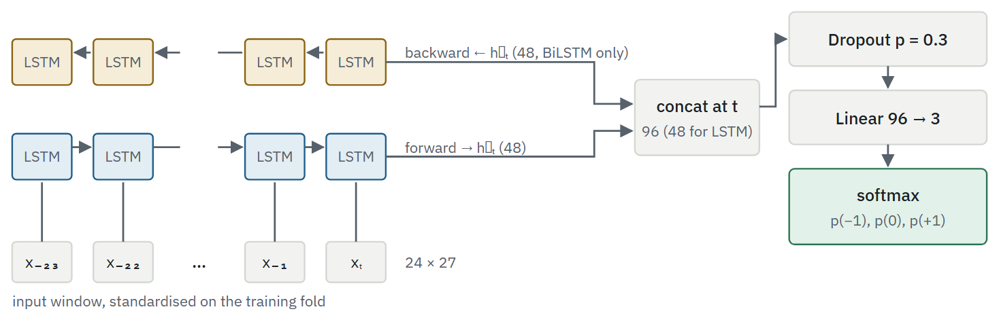 LSTM LSTM LSTM LSTM
backward ← h⃖ₜ (48, BiLSTM only)
LSTM LSTM LSTM LSTM
forward → h⃗ₜ (48)
x₋₂₃ x₋₂₂ ... x₋₁ xₜ 24 × 27
input window, standardised on the training fold
concat at t
96 (48 for LSTM)
Dropout p = 0.3
Linear 96 → 3
softmax
p(−1), p(0), p(+1)